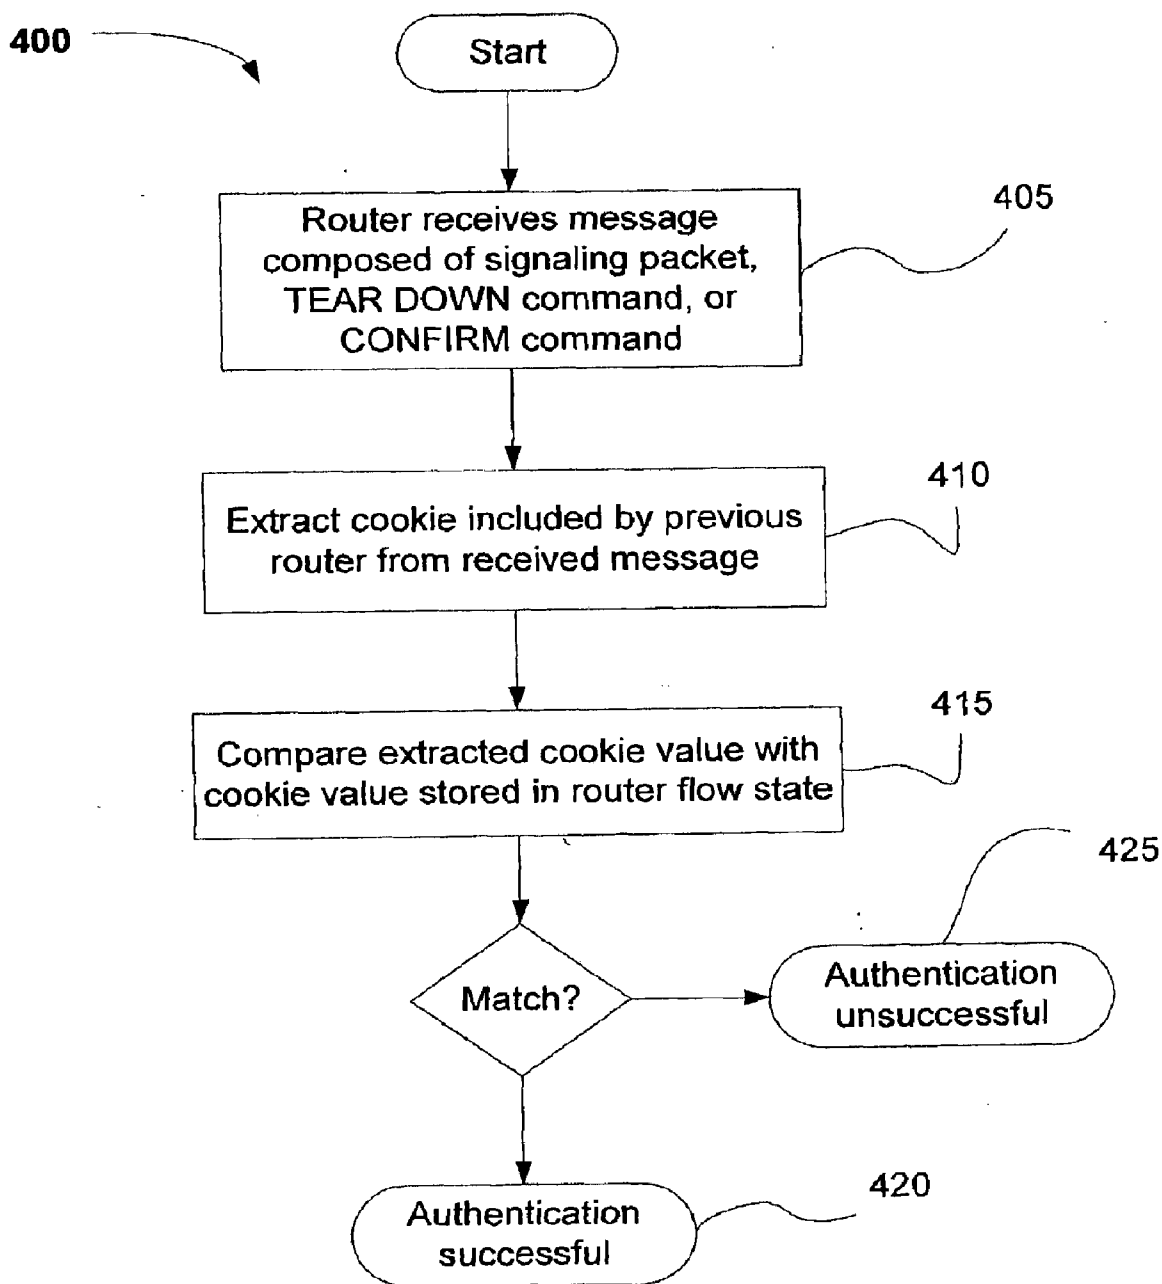 400
Start
405
Router receives message
composed of signaling packet,
TEAR DOWN command, or
CONFIRM command
410
Extract cookie included by previous
router from received message
415
Compare extracted cookie value with
cookie value stored in router flow state
425
Match?
Authentication
unsuccessful
420
Authentication
successful